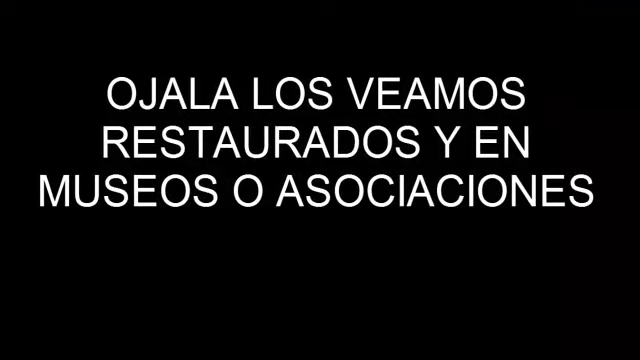 OJALA LOS VEAMOS
RESTAURADOS Y EN
MUSEOS O ASOCIACIONES